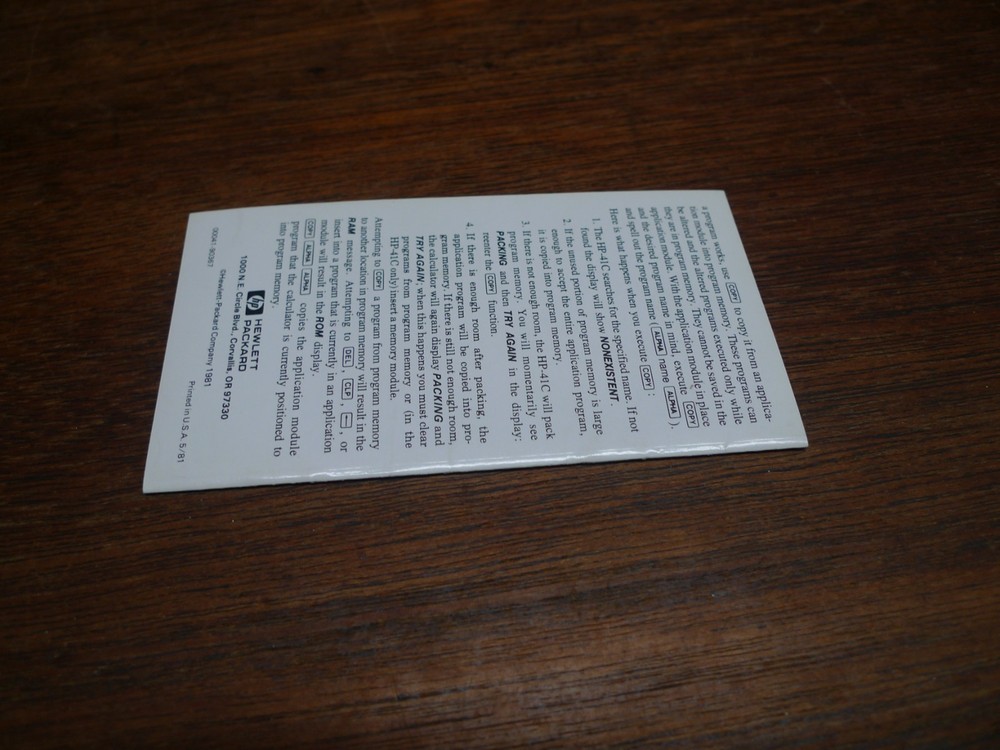 a program works, use COPY to copy it from an applica-
tion module into program memory. These programs can
be altered and the altered programs executed only while
they are in program memory. They cannot be saved in the
application module. With the application module in place
and the desired program name in mind, execute COPY
and spell out the program name (ALPHA name ALPHA).
Here is what happens when you execute COPY:
1. The HP-41C searches for the specified name. If not
found the display will show NONEXISTENT.
2. If the unused portion of program memory is large
enough to accept the entire application program,
it is copied into program memory.
3. If there is not enough room, the HP-41C will pack
program memory. You will momentarily see
PACKING and then TRY AGAIN in the display;
reenter the COPY function.
4. If there is enough room after packing, the
application program will be copied into pro-
gram memory. If there is still not enough room,
the calculator will again display PACKING and
TRY AGAIN; when this happens you must clear
programs from program memory or (in the
HP-41C only) insert a memory module.
Attempting to COPY a program from program memory
to another location in program memory will result in the
RAM message. Attempting to DEL, CLP, ←, or
insert into a program that is currently in an application
module will result in the ROM display.
COPY ALPHA ALPHA copies the application module
program that the calculator is currently positioned to
into program memory.
hp HEWLETT
PACKARD
1000 N.E. Circle Blvd., Corvallis, OR 97330
©Hewlett-Packard Company 1981
Printed in U.S.A. 5/81